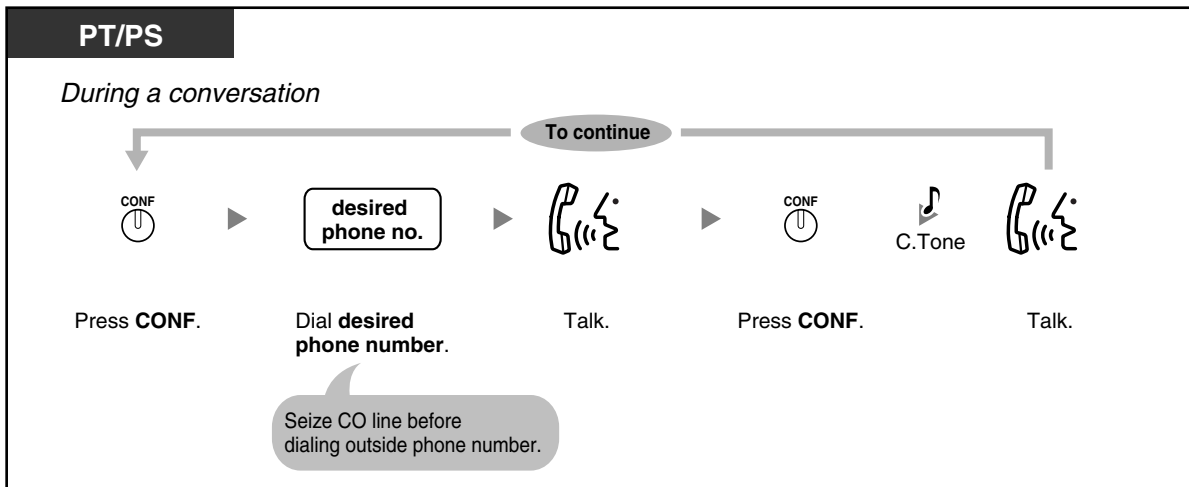 PT/PS
During a conversation
To continue
CONF
desired
phone no.
CONF
C.Tone
Press CONF.
Dial desired
phone number.
Talk.
Press CONF.
Talk.
Seize CO line before
dialing outside phone number.